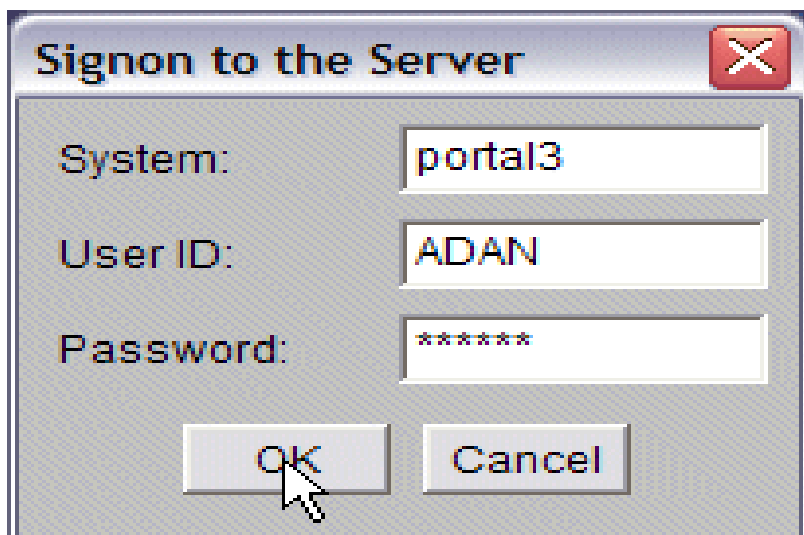 Signon to the Server
System: portal3
User ID: ADAN
Password: ******
OK Cancel